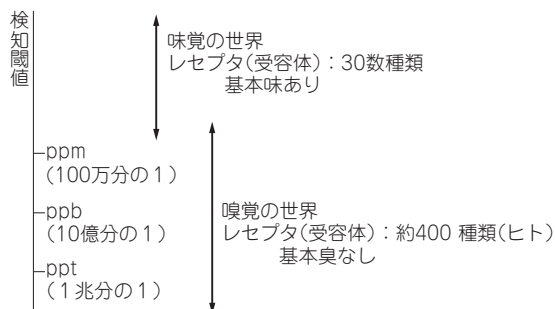 検知閾値
味覚の世界
レセプタ(受容体)：30数種類
基本味あり
ppm
(100万分の1)
ppb
(10億分の1)
嗅覚の世界
レセプタ(受容体)：約400 種類(ヒト)
基本臭なし
ppt
(1兆分の1)